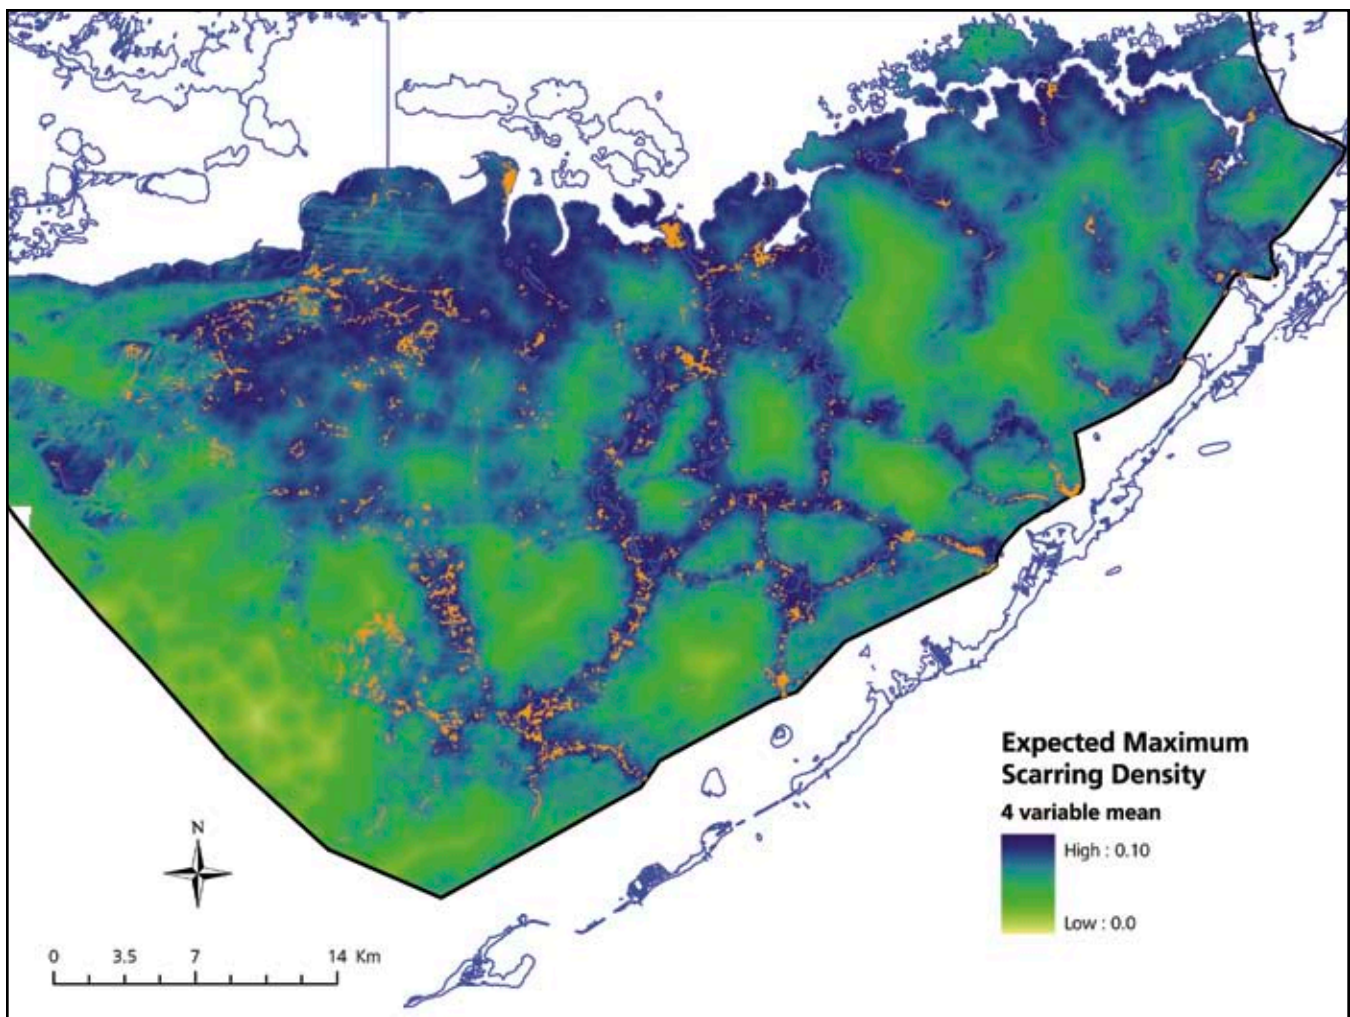 Expected Maximum
Scarring Density
4 variable mean
High : 0.10
Low : 0.0
N
0 3.5 7 14 Km